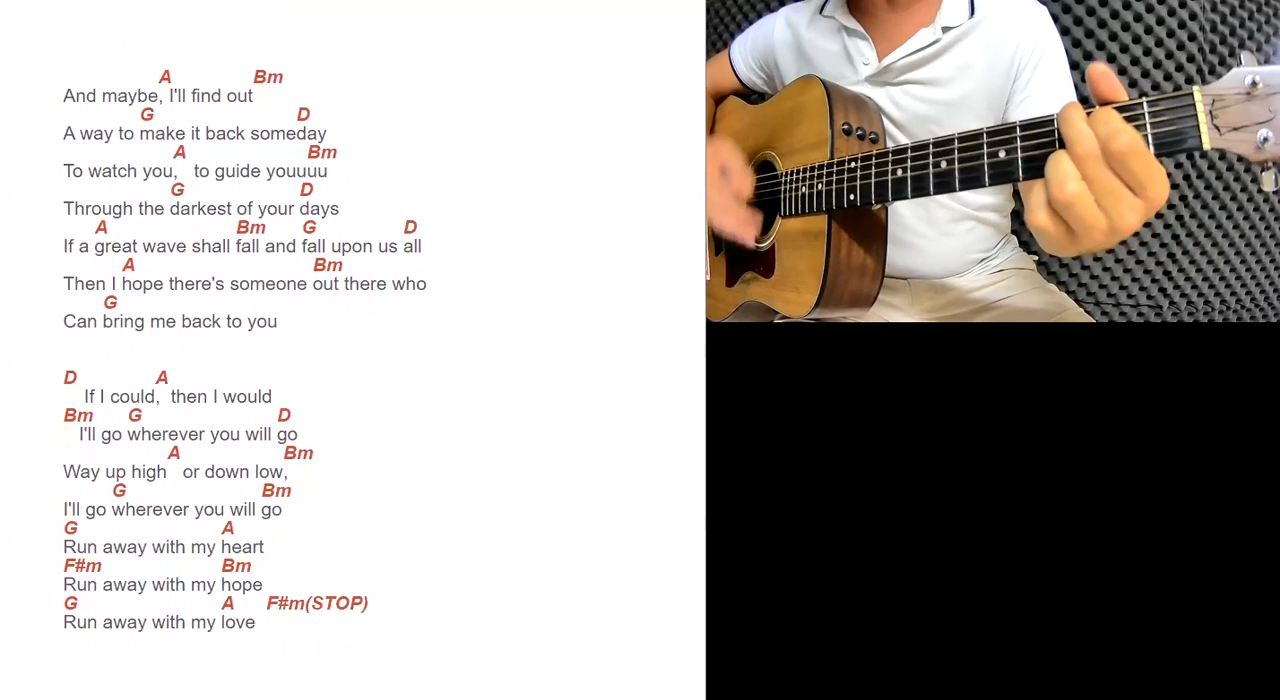 A Bm
And maybe, I'll find out
G D
A way to make it back someday
A Bm
To watch you, to guide youuuu
G D
Through the darkest of your days
A Bm G D
If a great wave shall fall and fall upon us all
A Bm
Then I hope there's someone out there who
G
Can bring me back to you
D A
If I could, then I would
Bm G D
I'll go wherever you will go
A Bm
Way up high or down low,
G Bm
I'll go wherever you will go
G A
Run away with my heart
F#m Bm
Run away with my hope
G A F#m(STOP)
Run away with my love